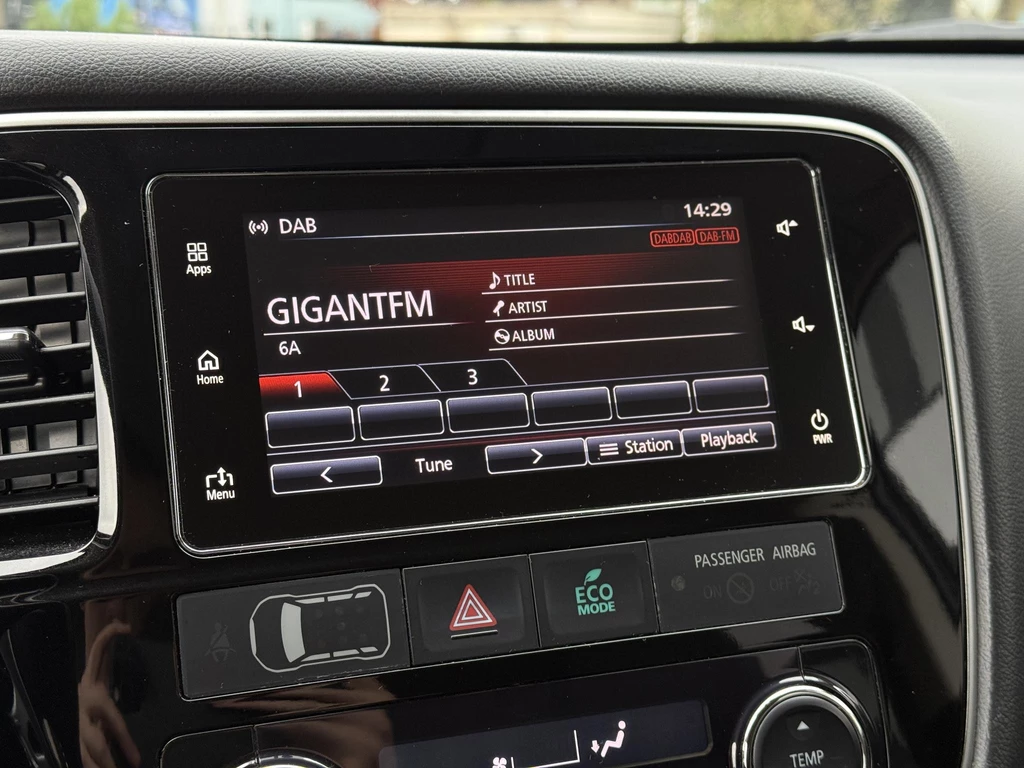 DAB
14:29
DABDAB DAB-FM
Apps
TITLE
GIGANTFM
ARTIST
6A
ALBUM
Home
1 2 3
< Tune > Station Playback
PWR
Menu
PASSENGER AIRBAG
ON OFF
ECO
MODE
TEMP